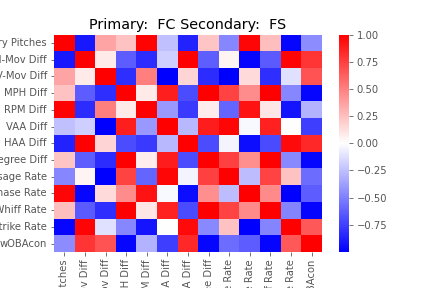 Primary:  FC Secondary:  FS
ry Pitches
H-Mov Diff
V-Mov Diff
MPH Diff
RPM Diff
VAA Diff
HAA Diff
egree Diff
sage Rate
hase Rate
Whiff Rate
trike Rate
wOBAcon
1.00
0.75
0.50
0.25
0.00
−0.25
−0.50
−0.75
tches
v Diff
ov Diff
H Diff
M Diff
A Diff
A Diff
e Diff
e Rate
e Rate
ff Rate
e Rate
BAcon